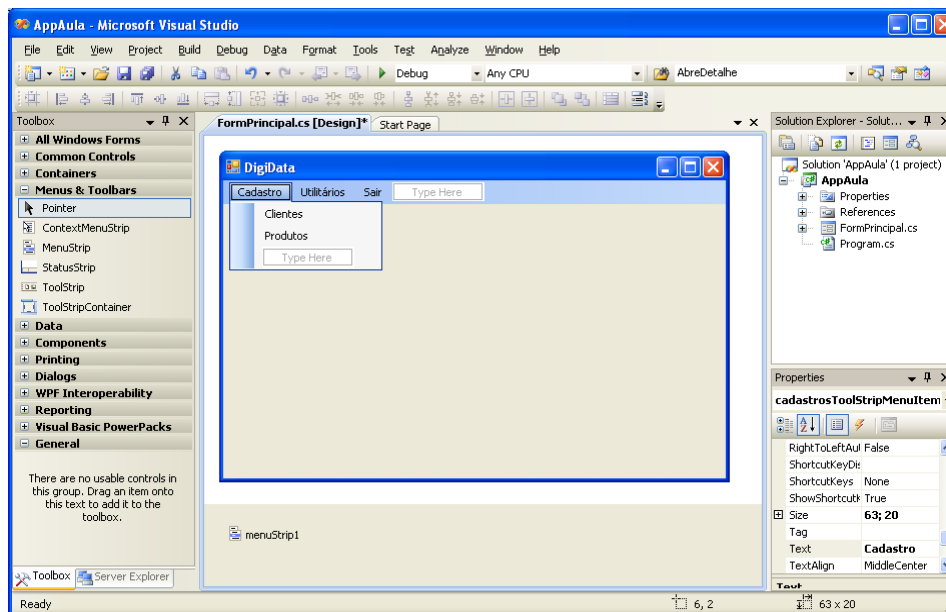 AppAula - Microsoft Visual Studio
File Edit View Project Build Debug Data Format Tools Test Analyze Window Help
Debug Any CPU AbreDetalhe
Toolbox
All Windows Forms
Common Controls
Containers
Menus & Toolbars
Pointer
ContextMenuStrip
MenuStrip
StatusStrip
ToolStrip
ToolStripContainer
Data
Components
Printing
Dialogs
WPF Interoperability
Reporting
Visual Basic PowerPacks
General
There are no usable controls in
this group. Drag an item onto
this text to add it to the
toolbox.
Toolbox Server Explorer
FormPrincipal.cs [Design]* Start Page
DigiData
Cadastro Utilitários Sair Type Here
Clientes
Produtos
Type Here
menuStrip1
Solution Explorer - Solut...
Solution 'AppAula' (1 project)
AppAula
Properties
References
FormPrincipal.cs
Program.cs
Properties
cadastrosToolStripMenuItem
RightToLeftAu False
ShortcutKeyDi
ShortcutKeys None
ShowShortcut True
Size 63; 20
Tag
Text Cadastro
TextAlign MiddleCenter
Text
Ready 6, 2 63 x 20